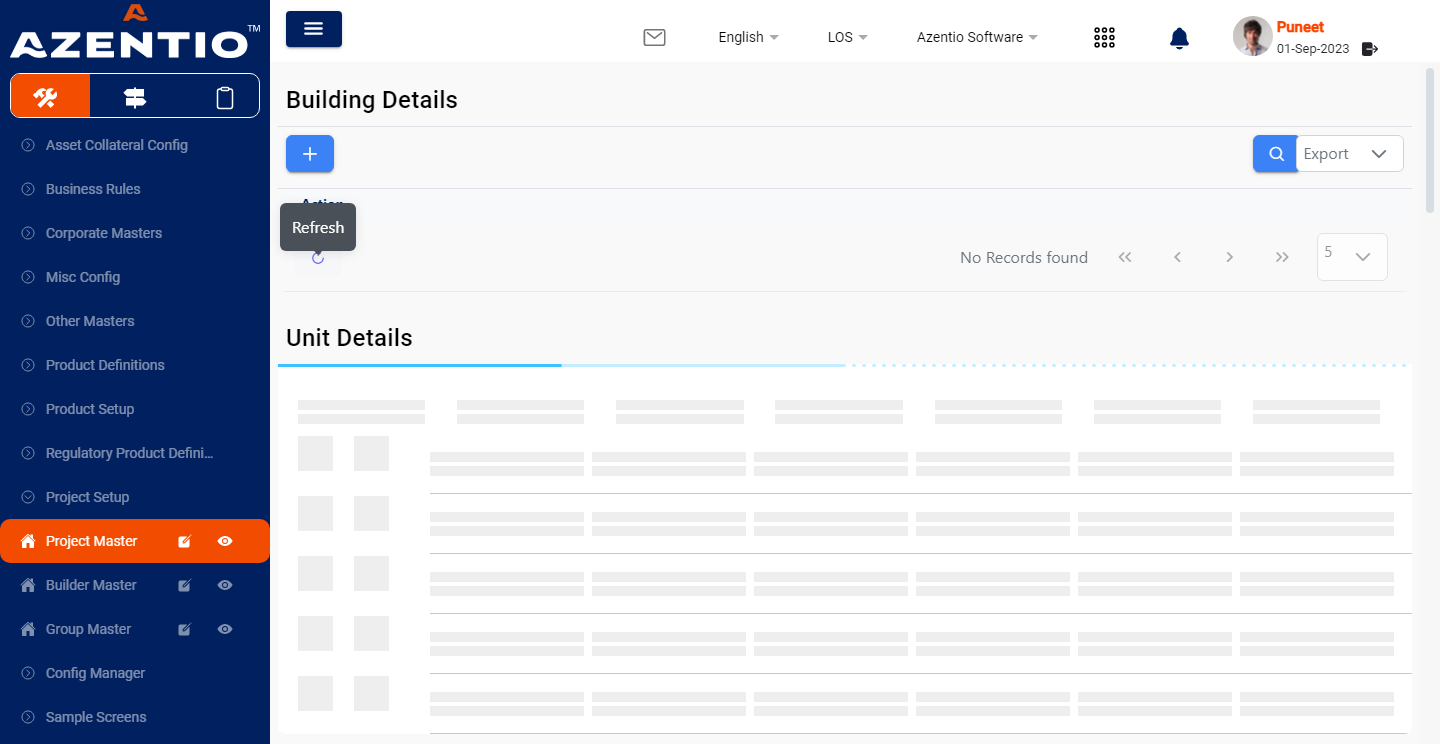 AZENTIO™
English
LOS
Azentio Software
Puneet
01-Sep-2023
Asset Collateral Config
Business Rules
Corporate Masters
Misc Config
Other Masters
Product Definitions
Product Setup
Regulatory Product Defini...
Project Setup
Project Master
Builder Master
Group Master
Config Manager
Sample Screens
Building Details
Export
Action
Refresh
No Records found
5
Unit Details